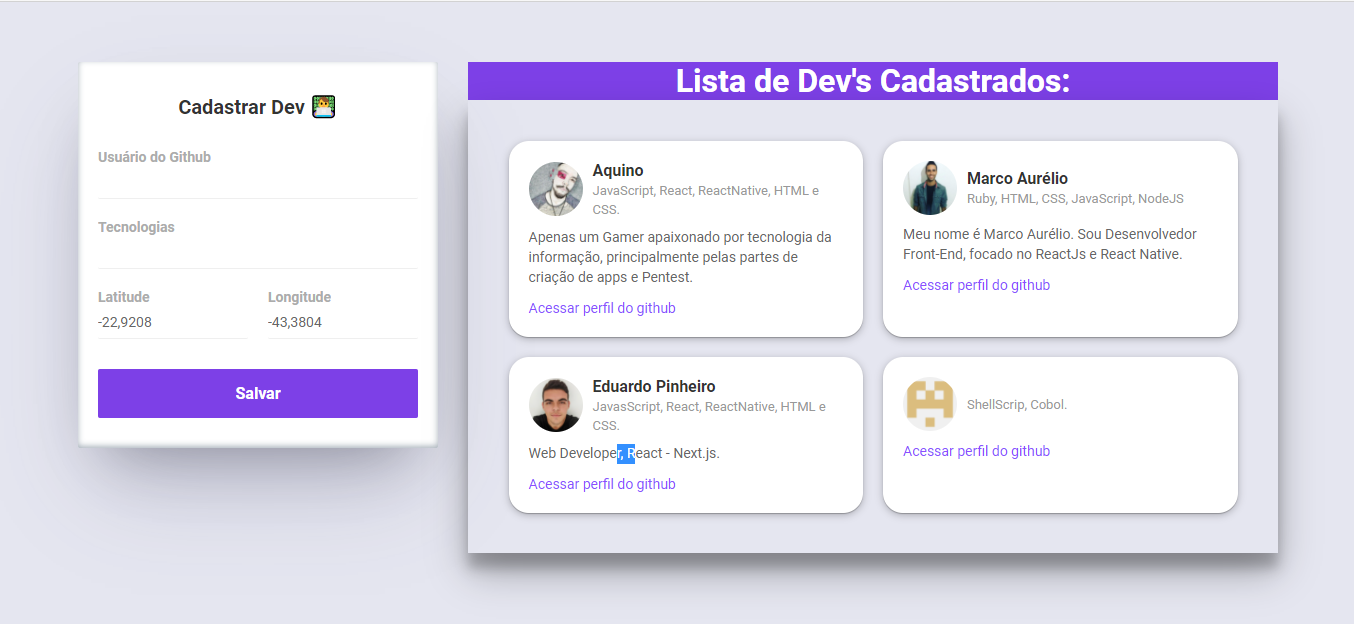 Cadastrar Dev
Usuário do Github
Tecnologias
Latitude
Longitude
-22,9208
-43,3804
Salvar
Lista de Dev's Cadastrados:
Aquino
JavaScript, React, ReactNative, HTML e
CSS.
Apenas um Gamer apaixonado por tecnologia da
informação, principalmente pelas partes de
criação de apps e Pentest.
Acessar perfil do github
Marco Aurélio
Ruby, HTML, CSS, JavaScript, NodeJS
Meu nome é Marco Aurélio. Sou Desenvolvedor
Front-End, focado no ReactJs e React Native.
Acessar perfil do github
Eduardo Pinheiro
JavasScript, React, ReactNative, HTML e
CSS.
Web Developer, React - Next.js.
Acessar perfil do github
ShellScrip, Cobol.
Acessar perfil do github